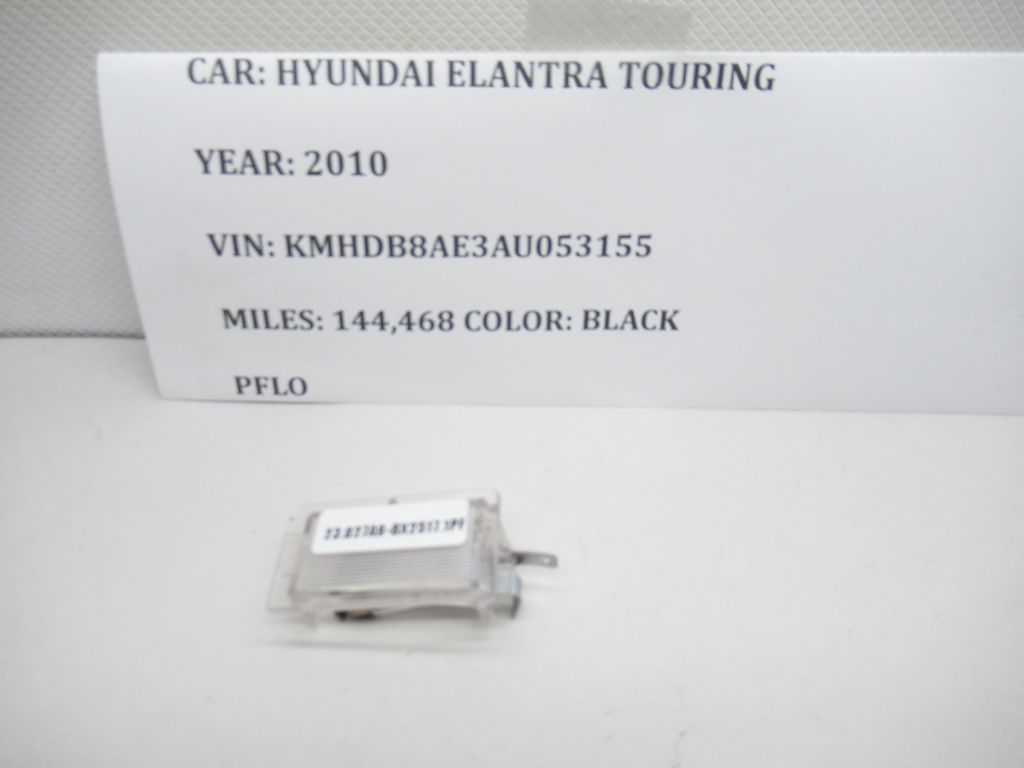 CAR: HYUNDAI ELANTRA TOURING
YEAR: 2010
VIN: KMHDB8AE3AU053155
MILES: 144,468 COLOR: BLACK
PFLO